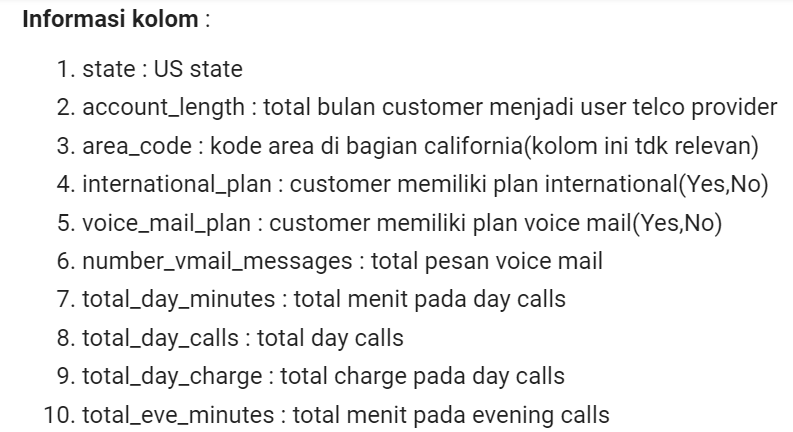 Informasi kolom :
1. state : US state
2. account_length : total bulan customer menjadi user telco provider
3. area_code : kode area di bagian california(kolom ini tdk relevan)
4. international_plan : customer memiliki plan international(Yes,No)
5. voice_mail_plan : customer memiliki plan voice mail(Yes,No)
6. number_vmail_messages : total pesan voice mail
7. total_day_minutes : total menit pada day calls
8. total_day_calls : total day calls
9. total_day_charge : total charge pada day calls
10. total_eve_minutes : total menit pada evening calls